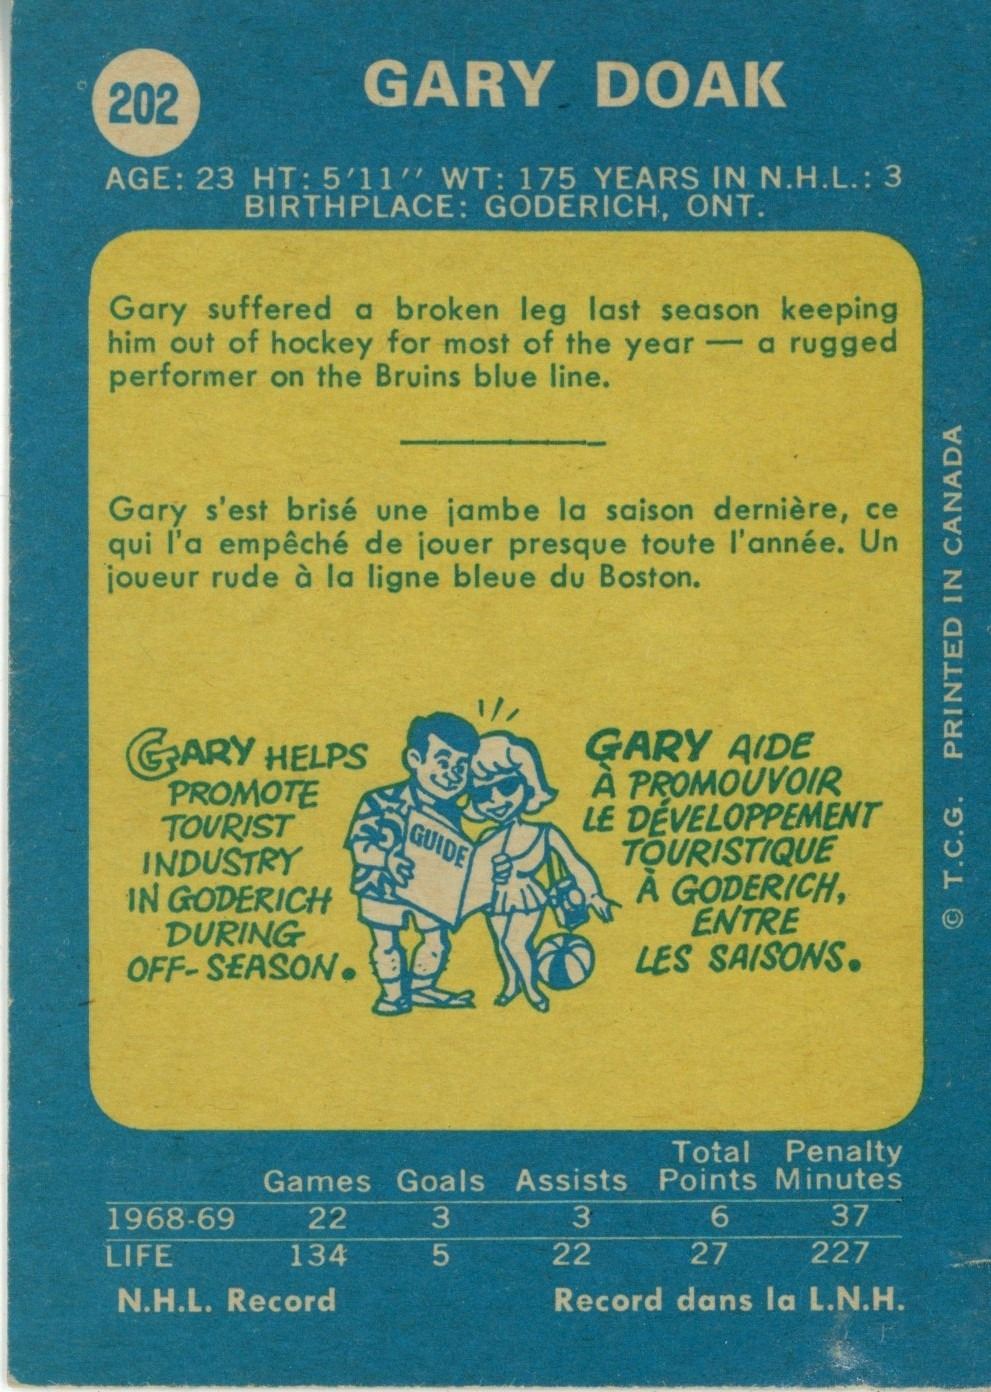 202
GARY DOAK
AGE: 23 HT: 5'11'' WT: 175 YEARS IN N.H.L.: 3
BIRTHPLACE: GODERICH, ONT.
Gary suffered a broken leg last season keeping
him out of hockey for most of the year — a rugged
performer on the Bruins blue line.
Gary s'est brisé une jambe la saison dernière, ce
qui l'a empêché de jouer presque toute l'année. Un
joueur rude à la ligne bleue du Boston.
GARY HELPS
PROMOTE
TOURIST
INDUSTRY
IN GODERICH
DURING
OFF-SEASON.
GUIDE
GARY AIDE
À PROMOUVOIR
LE DÉVELOPPEMENT
TOURISTIQUE
À GODERICH,
ENTRE
LES SAISONS.
© T.C.G. PRINTED IN CANADA
Total Penalty
Games Goals Assists Points Minutes
1968-69 22 3 3 6 37
LIFE 134 5 22 27 227
N.H.L. Record Record dans la L.N.H.